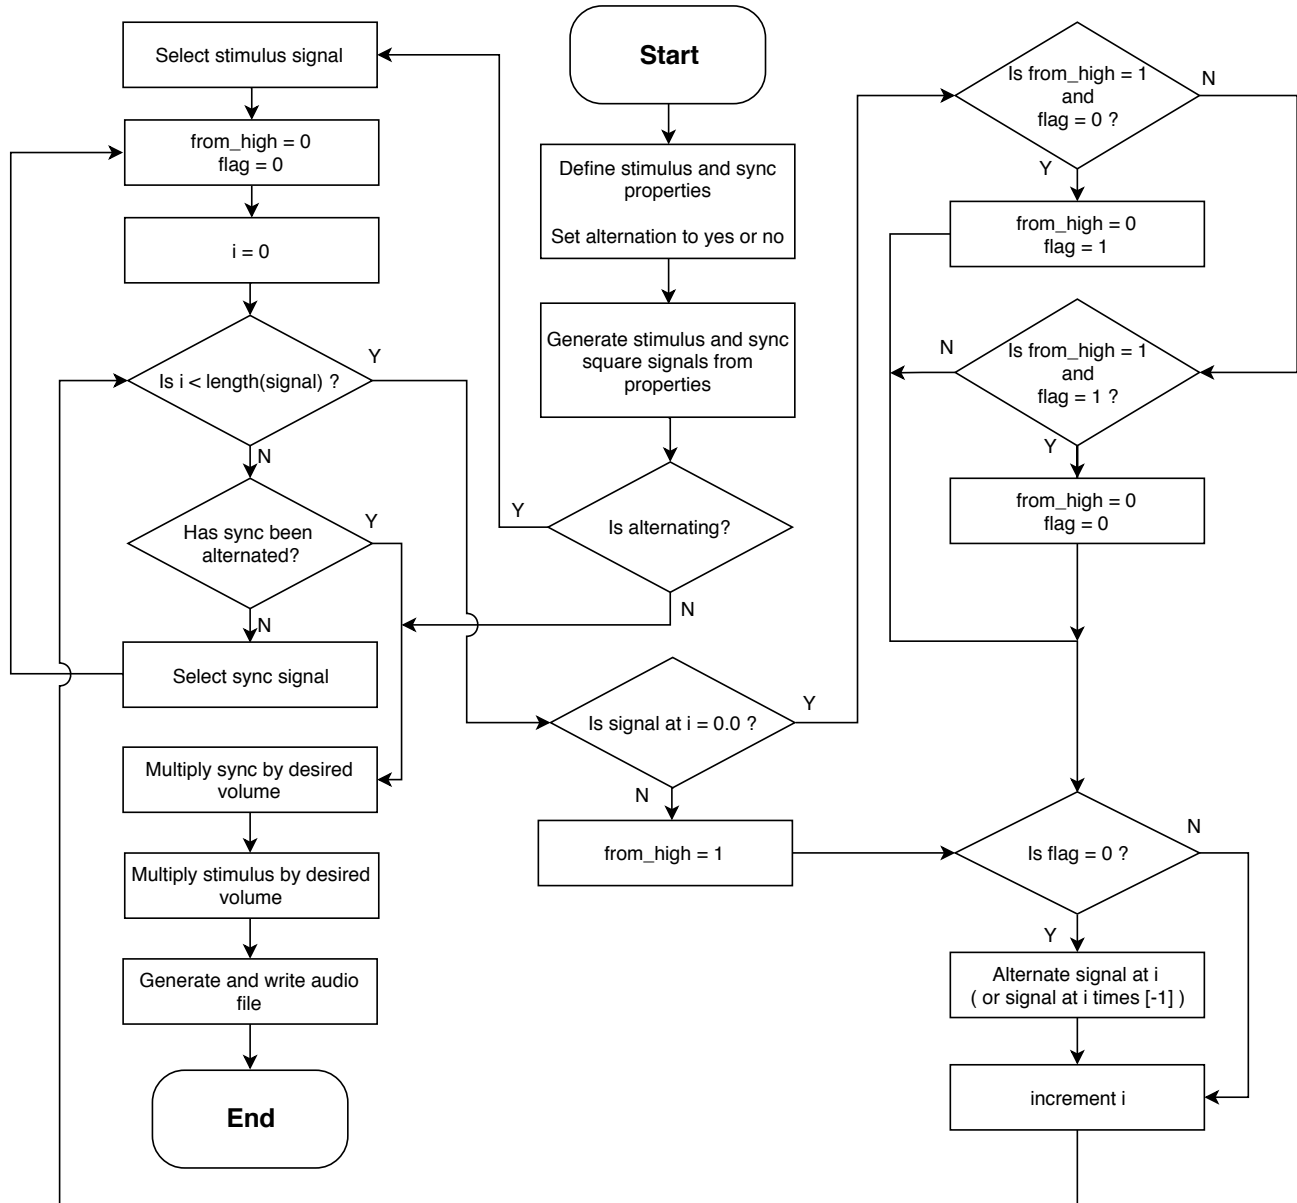 Start
Define stimulus and sync
properties
Set alternation to yes or no
Generate stimulus and sync
square signals from
properties
Is alternating?
Y
N
Select stimulus signal
from_high = 0
flag = 0
i = 0
Is i < length(signal) ?
Y
N
Has sync been
alternated?
Y
N
Select sync signal
Multiply sync by desired
volume
Multiply stimulus by desired
volume
Generate and write audio
file
End
Is signal at i = 0.0 ?
Y
N
from_high = 1
Is from_high = 1
and
flag = 0 ?
N
Y
from_high = 0
flag = 1
Is from_high = 1
and
flag = 1 ?
N
Y
from_high = 0
flag = 0
Is flag = 0 ?
N
Y
Alternate signal at i
( or signal at i times [-1] )
increment i